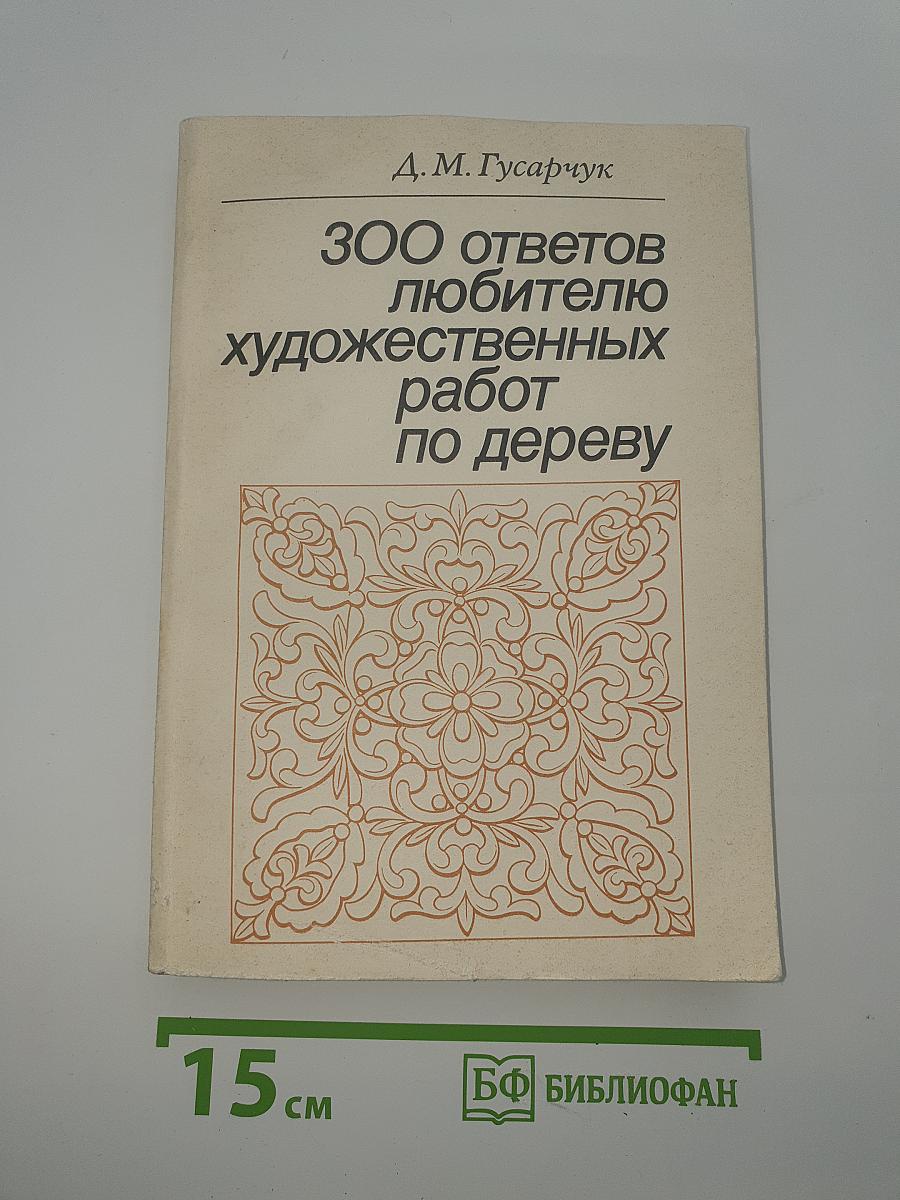 Д. М. Гусарчук
300 ответов
любителю
художественных
работ
по дереву
15 см
БФ БИБЛИОФАН